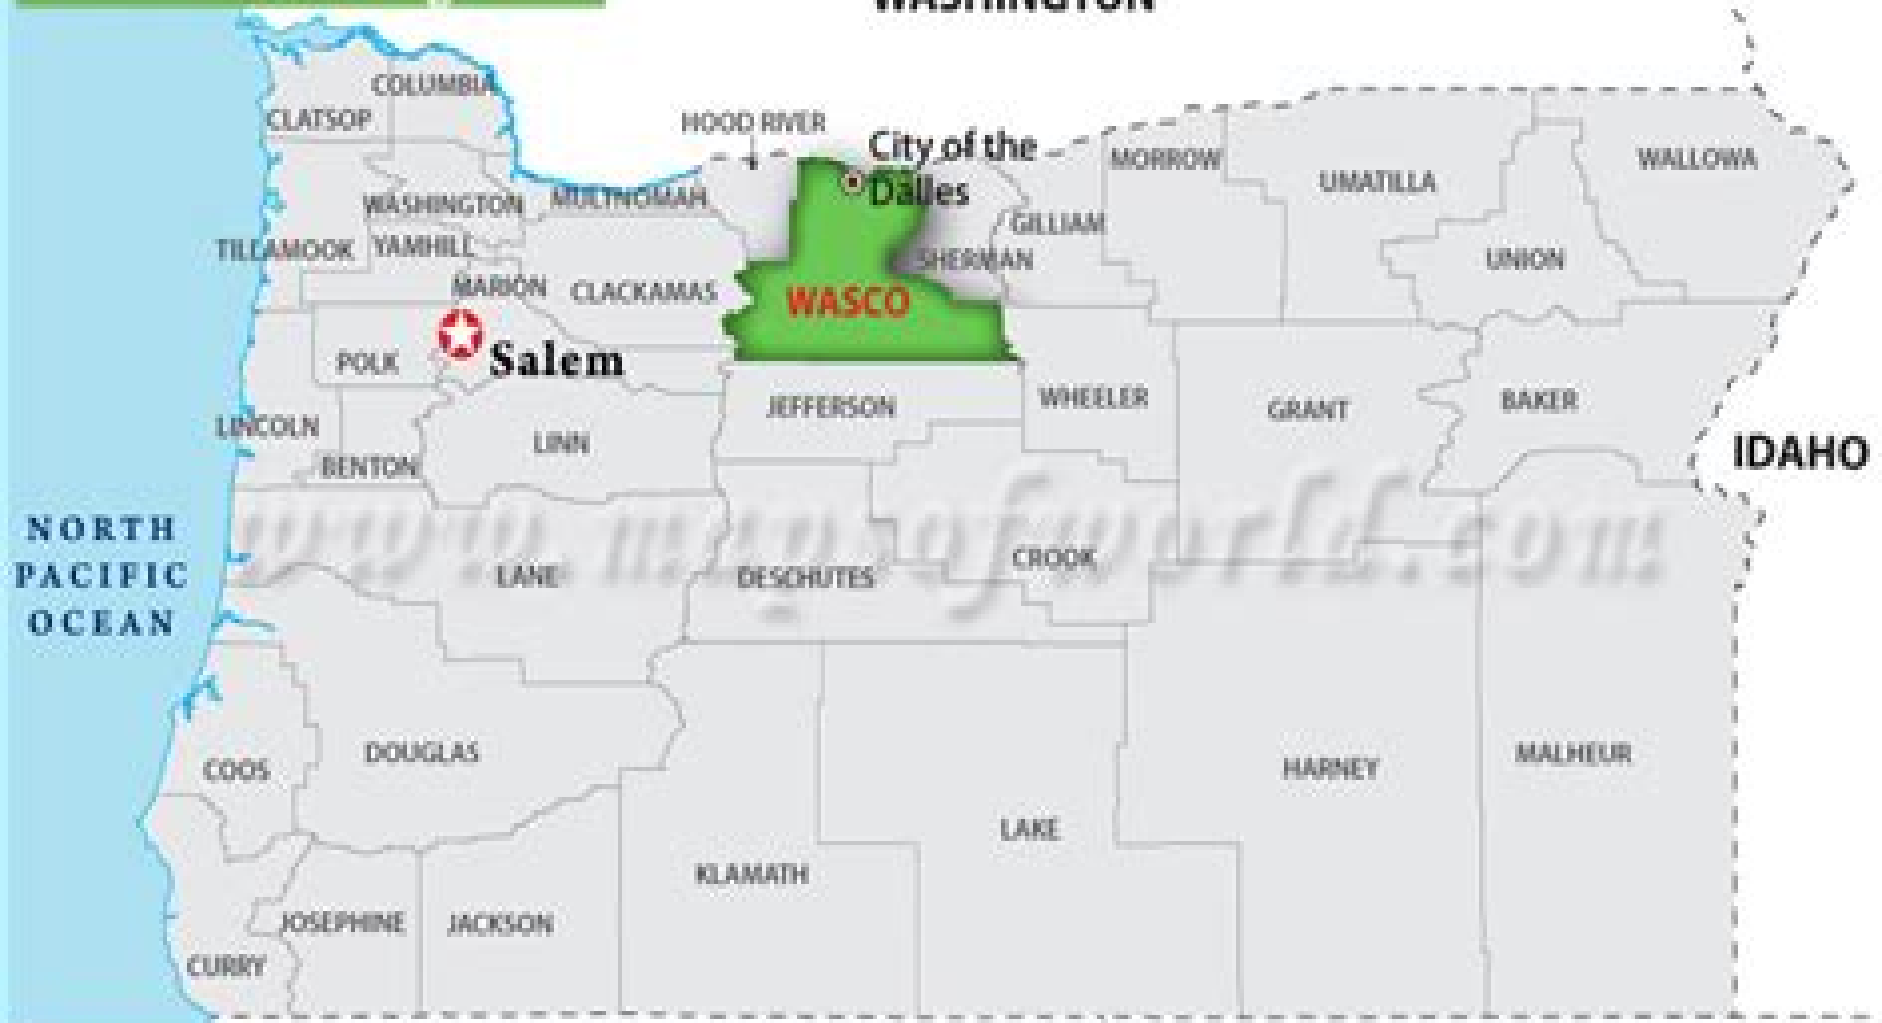 WASHINGTON
COLUMBIA
CLATSOP
HOOD RIVER
City of the
Dalles
MORROW
WALLOWA
UMATILLA
WASHINGTON
MULTNOMAH
GILLIAM
TILLAMOOK
YAMHILL
SHERMAN
UNION
MARION
CLACKAMAS
WASCO
POLK
Salem
JEFFERSON
WHEELER
GRANT
BAKER
LINCOLN
LINN
IDAHO
BENTON
NORTH
PACIFIC
OCEAN
www.mapsofworld.com
LANE
DESCHUTES
CROOK
COOS
DOUGLAS
HARNEY
MALHEUR
LAKE
KLAMATH
JOSEPHINE
JACKSON
CURRY